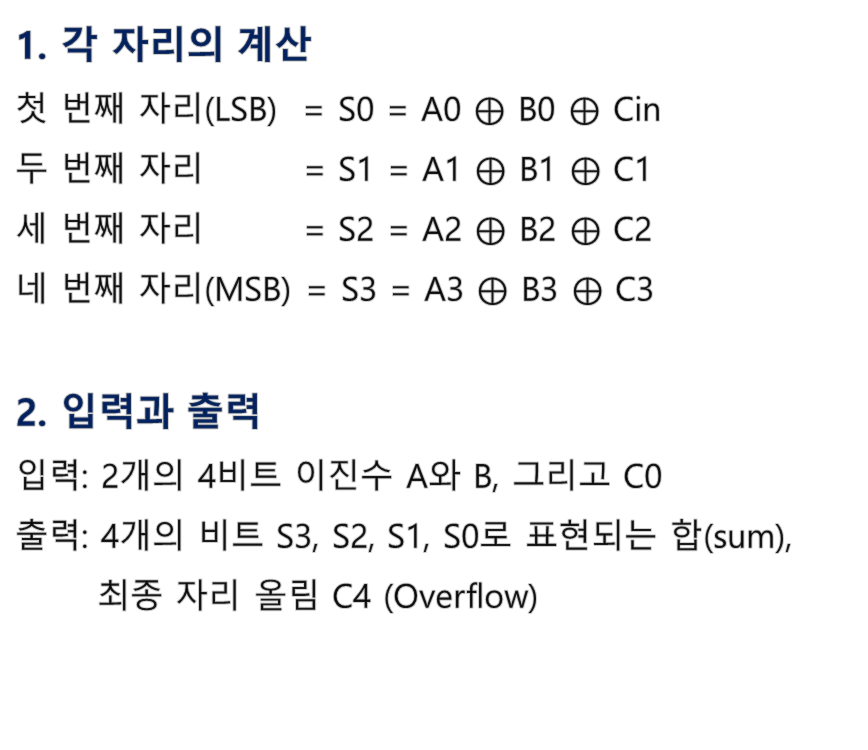 1. 각 자리의 계산
첫 번째 자리(LSB) = S0 = A0 ⊕ B0 ⊕ Cin
두 번째 자리 = S1 = A1 ⊕ B1 ⊕ C1
세 번째 자리 = S2 = A2 ⊕ B2 ⊕ C2
네 번째 자리(MSB) = S3 = A3 ⊕ B3 ⊕ C3
2. 입력과 출력
입력: 2개의 4비트 이진수 A와 B, 그리고 C0
출력: 4개의 비트 S3, S2, S1, S0로 표현되는 합(sum),
최종 자리 올림 C4 (Overflow)